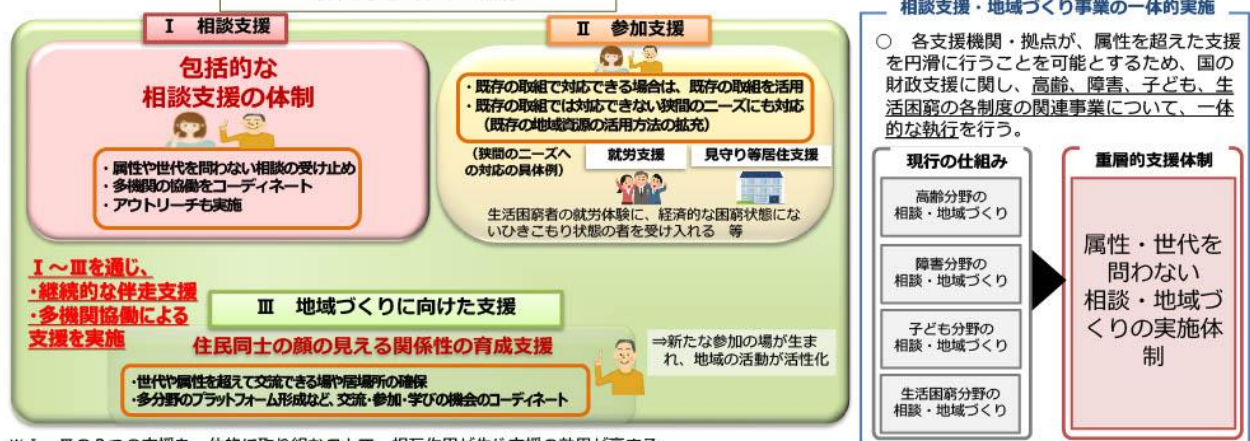 Ⅰ 相談支援
包括的な
相談支援の体制
・属性や世代を問わない相談の受け止め
・多機関の協働をコーディネート
・アウトリーチも実施
Ⅱ 参加支援
・既存の取組で対応できる場合は、既存の取組を活用
・既存の取組では対応できない狭間のニーズにも対応
(既存の地域資源の活用方法の拡充)
(狭間のニーズへ
の対応の具体例)
就労支援
見守り等居住支援
生活困窮者の就労体験に、経済的な困窮状態にな
いひきこもり状態の者を受け入れる 等
Ⅰ～Ⅲを通じ、
・継続的な伴走支援
・多機関協働による
支援を実施
Ⅲ 地域づくりに向けた支援
住民同士の顔の見える関係性の育成支援
・世代や属性を超えて交流できる場や居場所の確保
・多分野のプラットフォーム形成など、交流・参加・学びの機会のコーディネート
⇒新たな参加の場が生ま
れ、地域の活動が活性化
相談支援・地域づくり事業の一体的実施
○ 各支援機関・拠点が、属性を超えた支援
を円滑に行うことを可能とするため、国の
財政支援に関し、高齢、障害、子ども、生
活困窮の各制度の関連事業について、一体
的な執行を行う。
現行の仕組み
高齢分野の
相談・地域づくり
障害分野の
相談・地域づくり
子ども分野の
相談・地域づくり
生活困窮分野の
相談・地域づくり
重層的支援体制
属性・世代を
問わない
相談・地域づ
くりの実施体
制